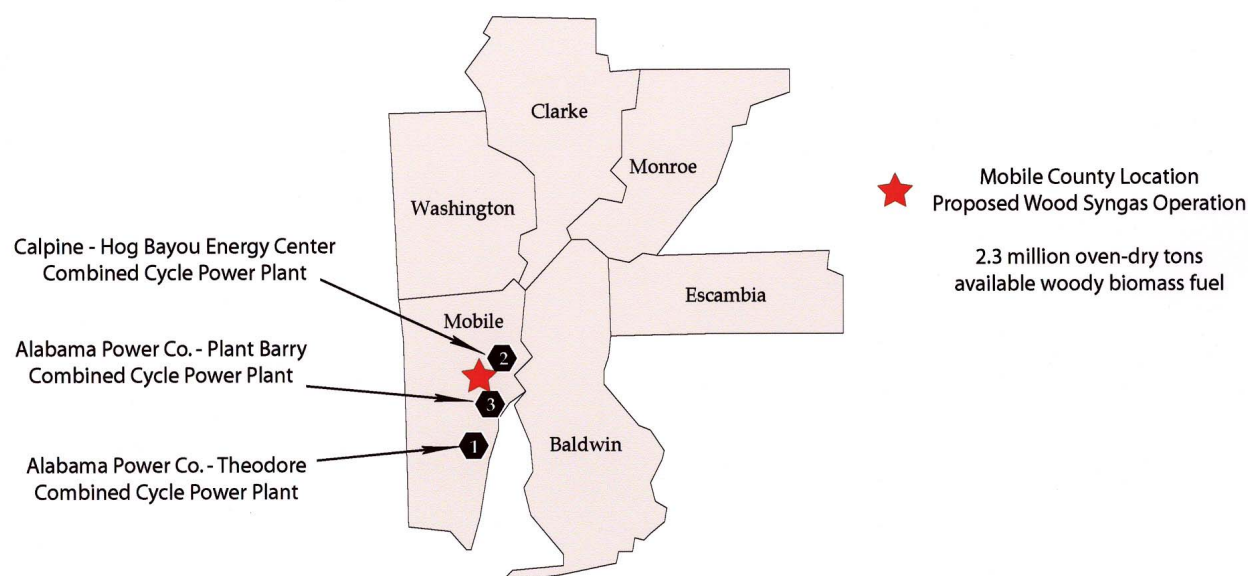 Clarke
Monroe
Washington
Mobile County Location
Proposed Wood Syngas Operation
2.3 million oven-dry tons
available woody biomass fuel
Calpine - Hog Bayou Energy Center
Combined Cycle Power Plant
Escambia
Mobile
2
Alabama Power Co. - Plant Barry
Combined Cycle Power Plant
3
1
Baldwin
Alabama Power Co. - Theodore
Combined Cycle Power Plant